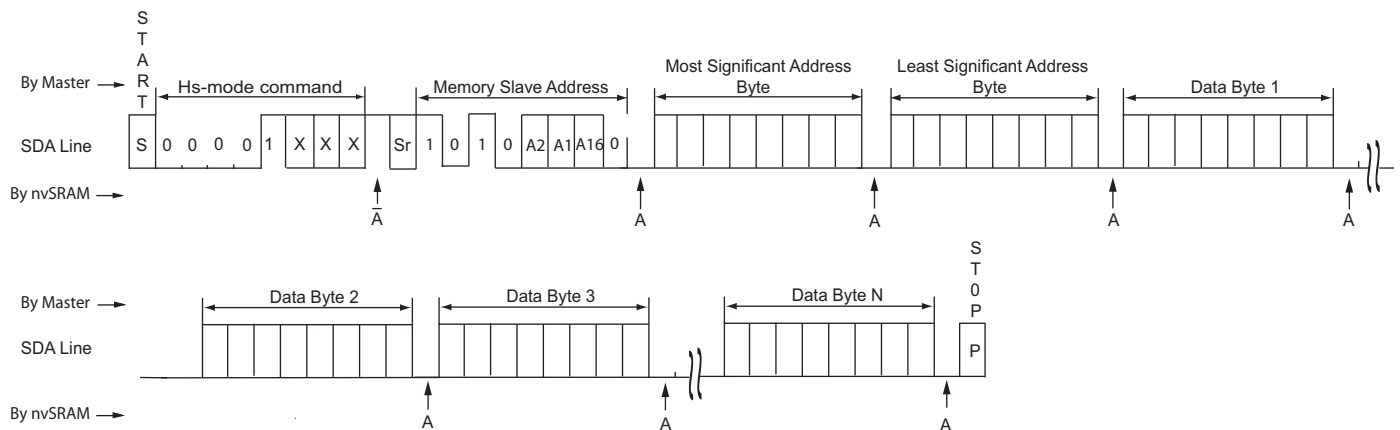 START
By Master
Hs-mode command
Memory Slave Address
Most Significant Address Byte
Least Significant Address Byte
Data Byte 1
SDA Line
S 0 0 0 0 1 X X X Sr 1 0 1 0 A2 A1 A16 0
By nvSRAM
A̅
A
A
A
A
ST0P
By Master
Data Byte 2
Data Byte 3
Data Byte N
SDA Line
P
By nvSRAM
A
A
A